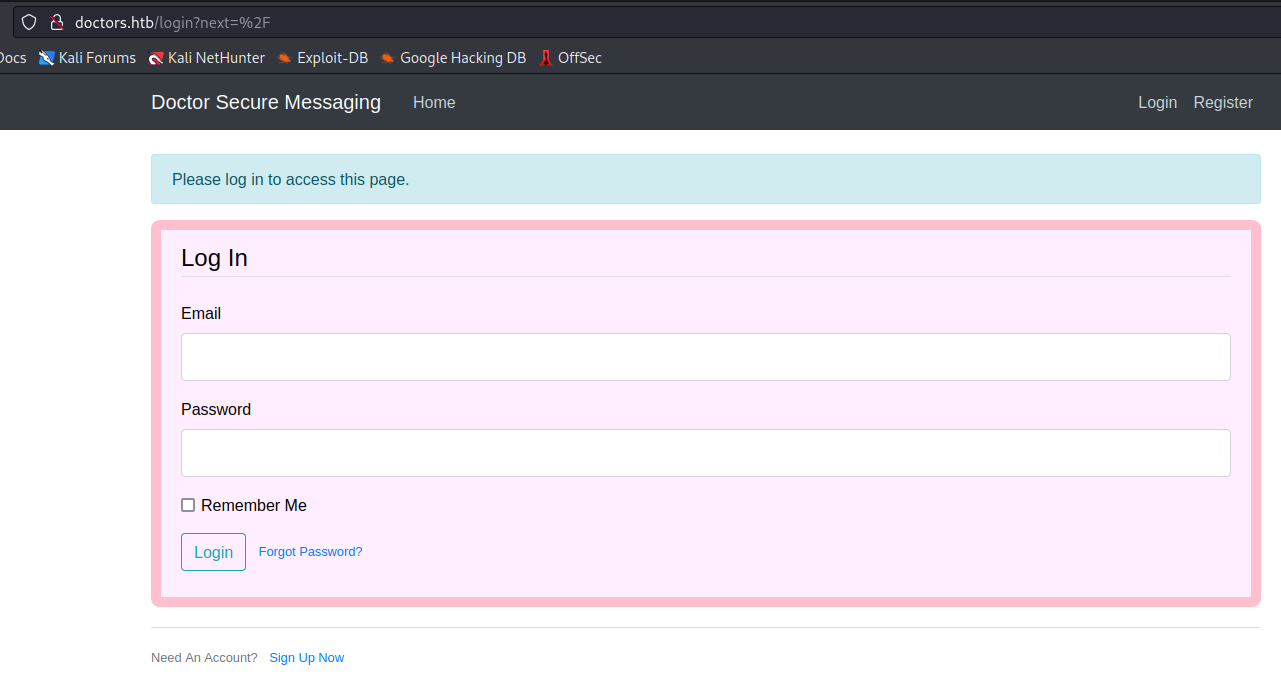 doctors.htb/login?next=%2F
Docs Kali Forums Kali NetHunter Exploit-DB Google Hacking DB OffSec
Doctor Secure Messaging Home Login Register
Please log in to access this page.
Log In
Email
Password
Remember Me
Login Forgot Password?
Need An Account? Sign Up Now